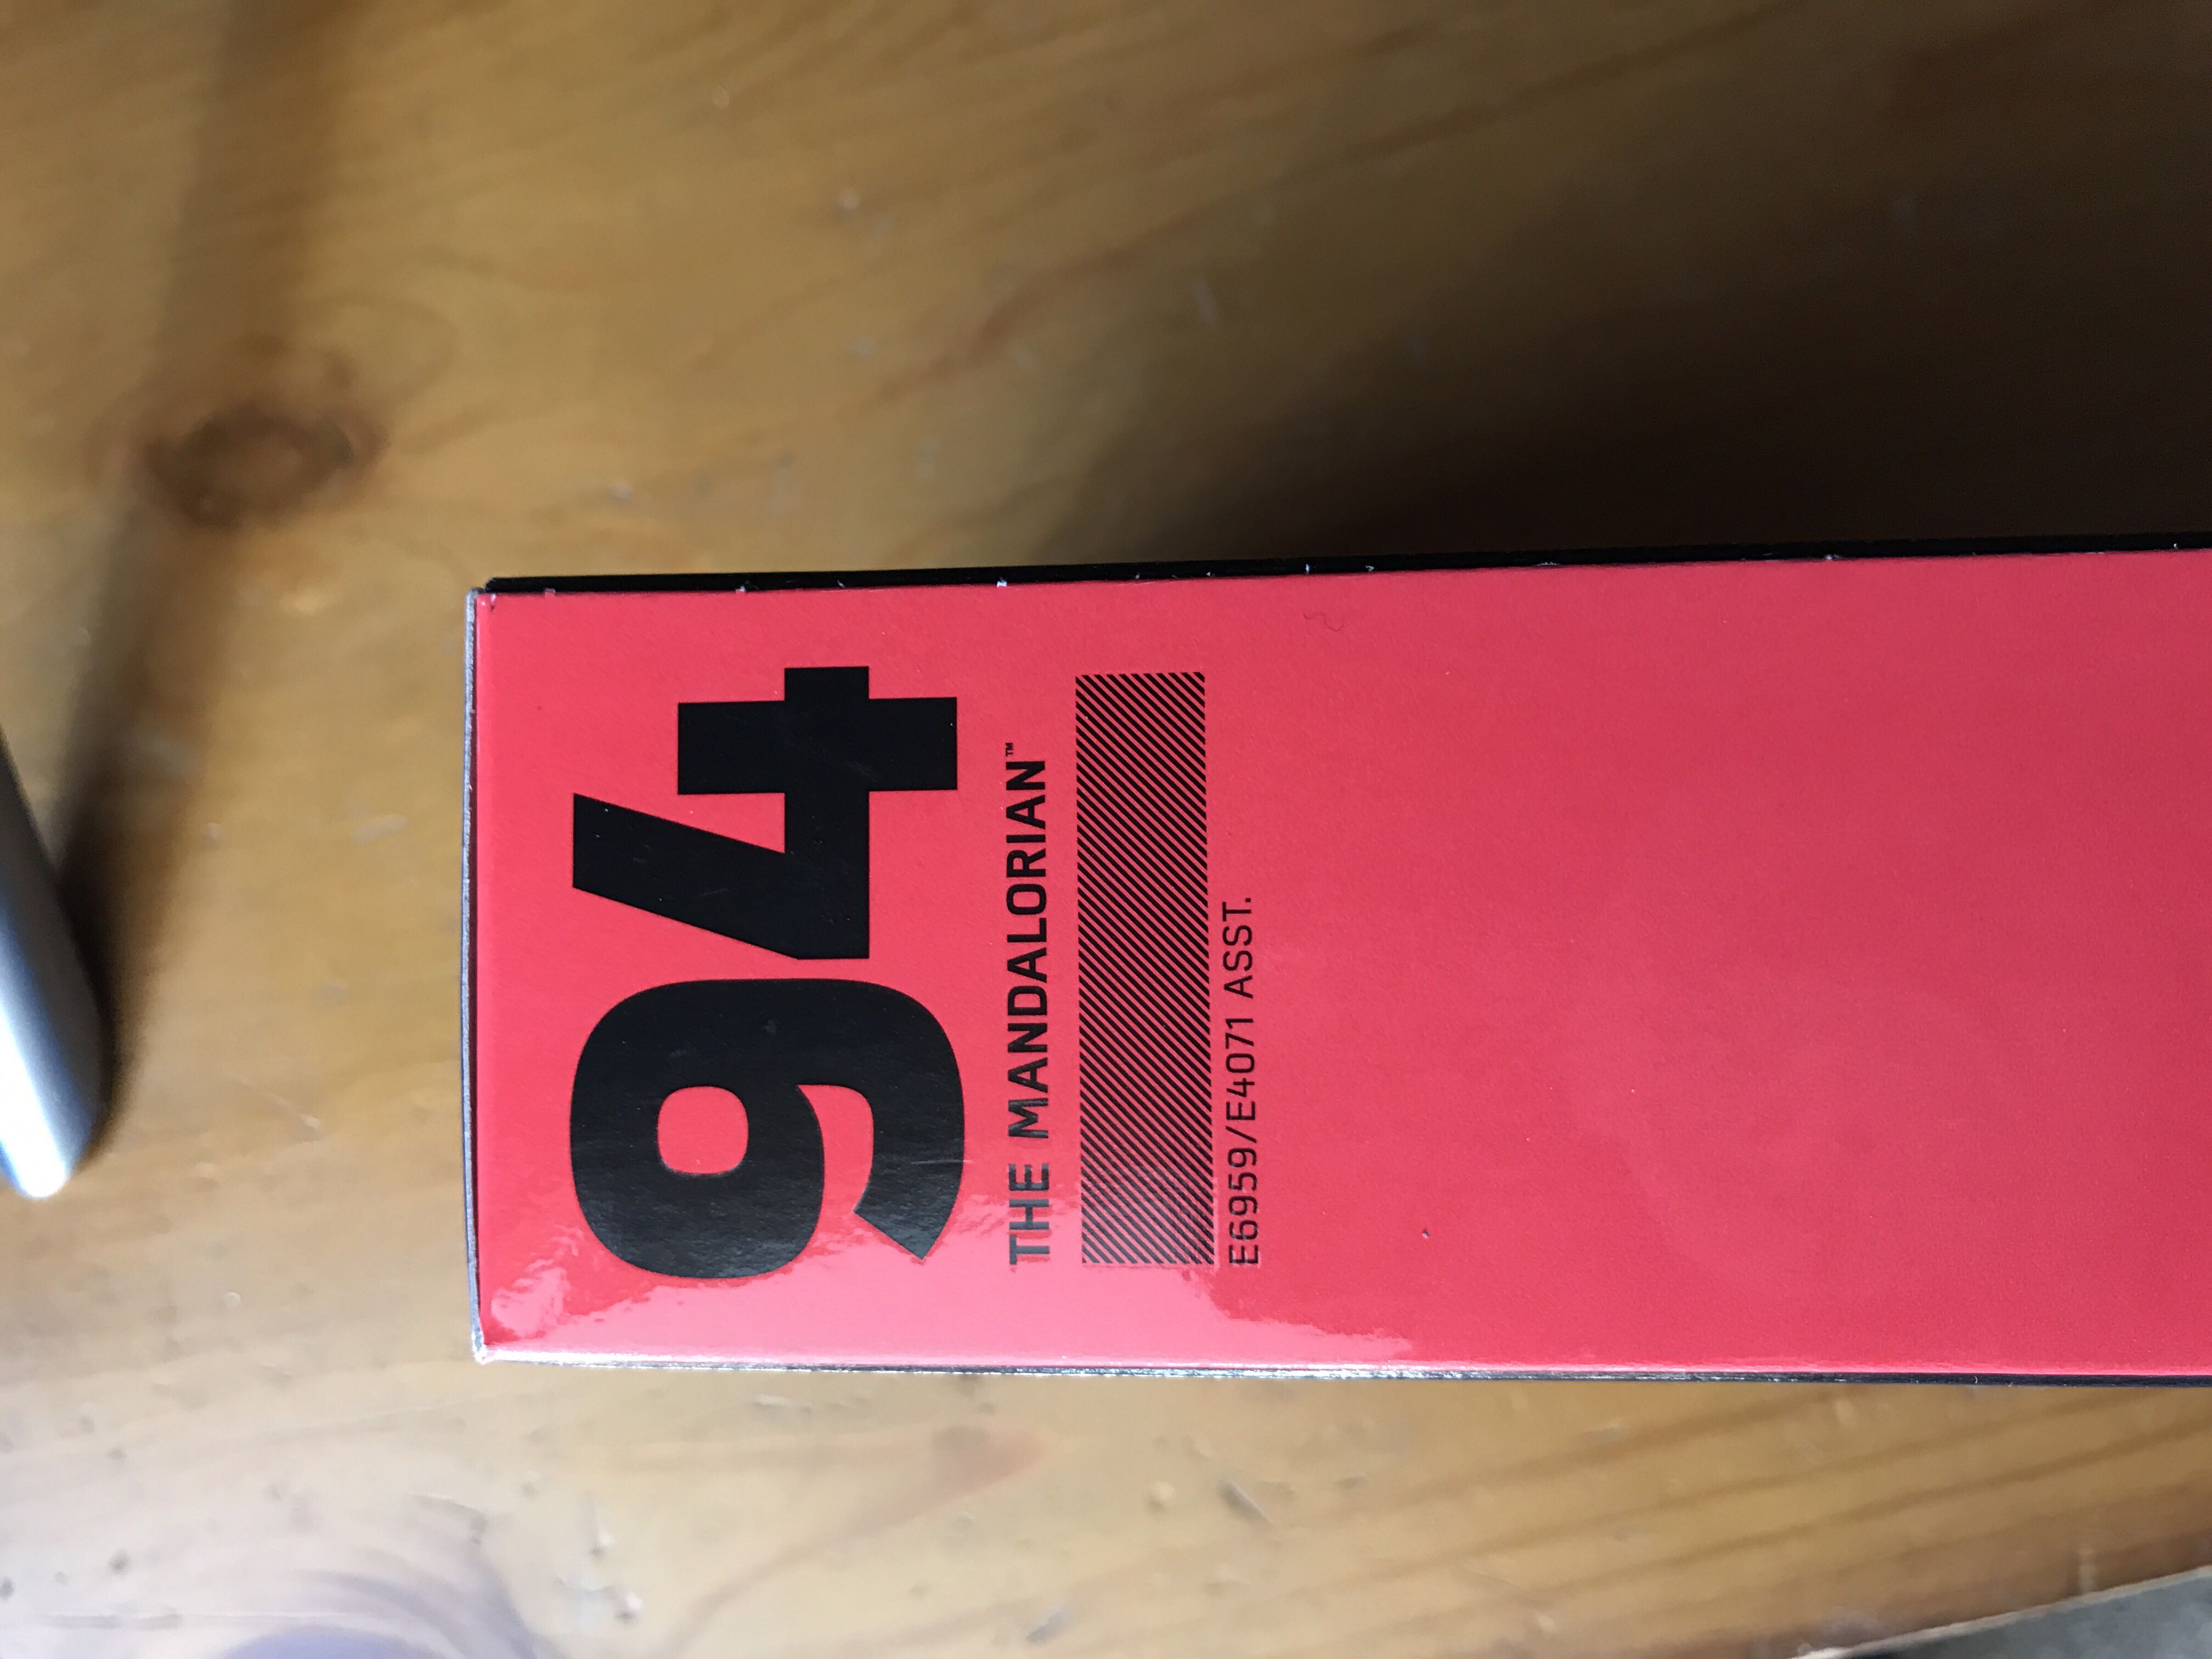 94
THE MANDALORIAN™
E6959/E4071 ASST.